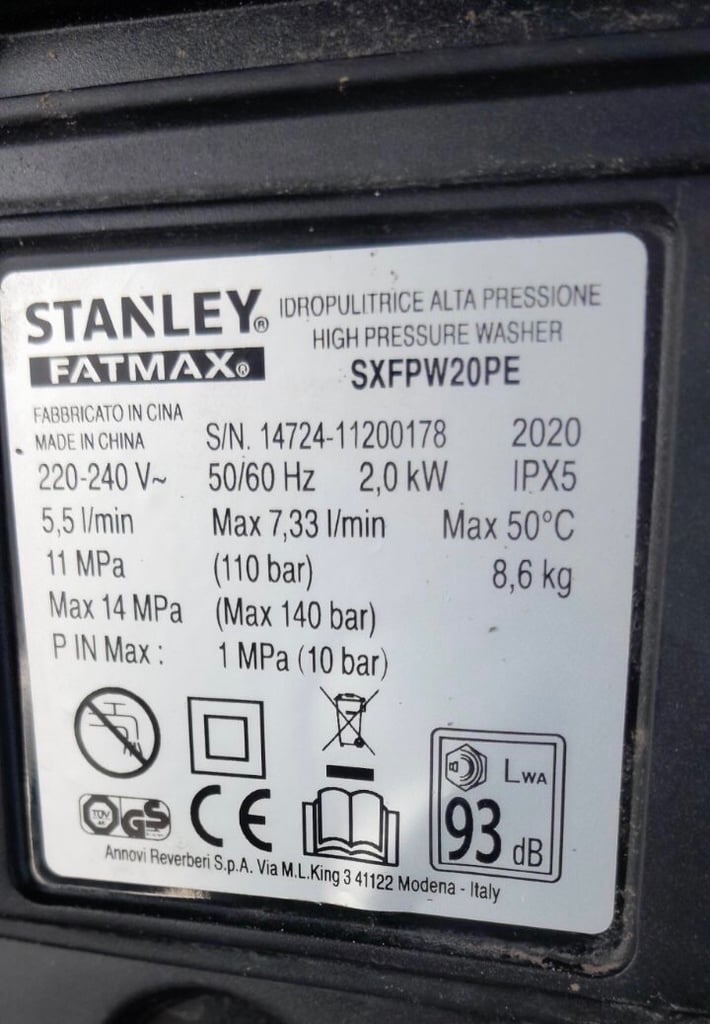 STANLEY® IDROPULITRICE ALTA PRESSIONE
HIGH PRESSURE WASHER
FATMAX® SXFPW20PE
FABBRICATO IN CINA
MADE IN CHINA S/N. 14724-11200178 2020
220-240 V~ 50/60 Hz 2,0 kW IPX5
5,5 l/min Max 7,33 l/min Max 50°C
11 MPa (110 bar) 8,6 kg
Max 14 MPa (Max 140 bar)
P IN Max : 1 MPa (10 bar)
LWA
TÜV GS CE 93 dB
Annovi Reverberi S.p.A. Via M.L.King 3 41122 Modena - Italy